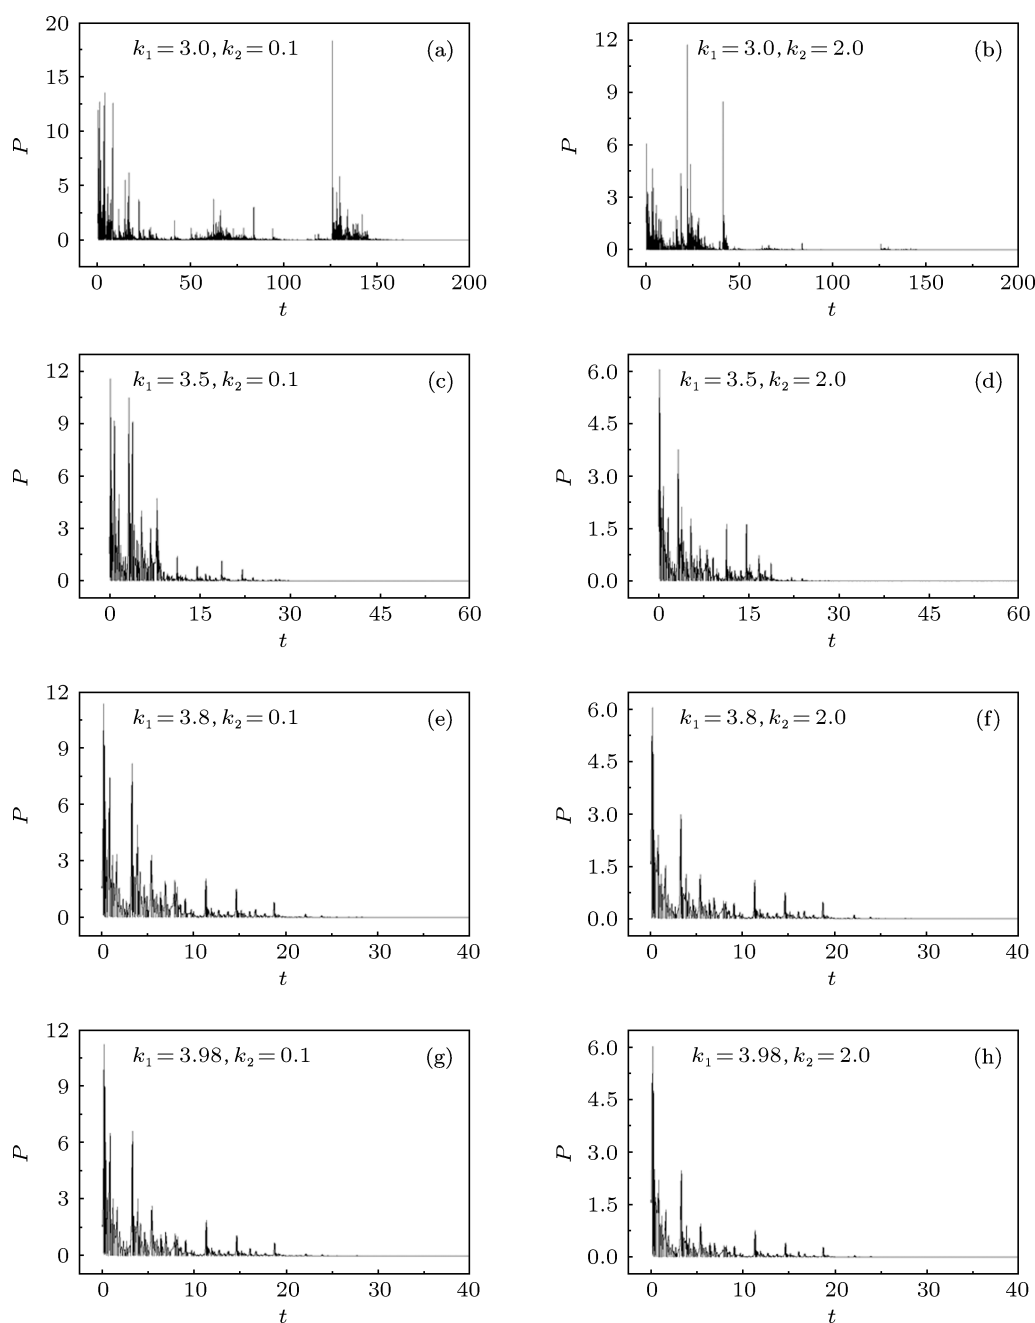 k₁ = 3.0, k₂ = 0.1 (a)
20
15
10
5
0
P
0 50 100 150 200
t
k₁ = 3.0, k₂ = 2.0 (b)
12
9
6
3
0
P
0 50 100 150 200
t
k₁ = 3.5, k₂ = 0.1 (c)
12
9
6
3
0
P
0 15 30 45 60
t
k₁ = 3.5, k₂ = 2.0 (d)
6.0
4.5
3.0
1.5
0.0
P
0 15 30 45 60
t
k₁ = 3.8, k₂ = 0.1 (e)
12
9
6
3
0
P
0 10 20 30 40
t
k₁ = 3.8, k₂ = 2.0 (f)
6.0
4.5
3.0
1.5
0.0
P
0 10 20 30 40
t
k₁ = 3.98, k₂ = 0.1 (g)
12
9
6
3
0
P
0 10 20 30 40
t
k₁ = 3.98, k₂ = 2.0 (h)
6.0
4.5
3.0
1.5
0.0
P
0 10 20 30 40
t